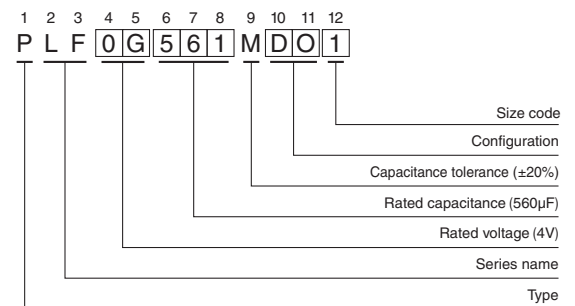 1 2 3 4 5 6 7 8 9 10 11 12
P L F 0 G 5 6 1 M D O 1
Size code
Configuration
Capacitance tolerance (±20%)
Rated capacitance (560µF)
Rated voltage (4V)
Series name
Type